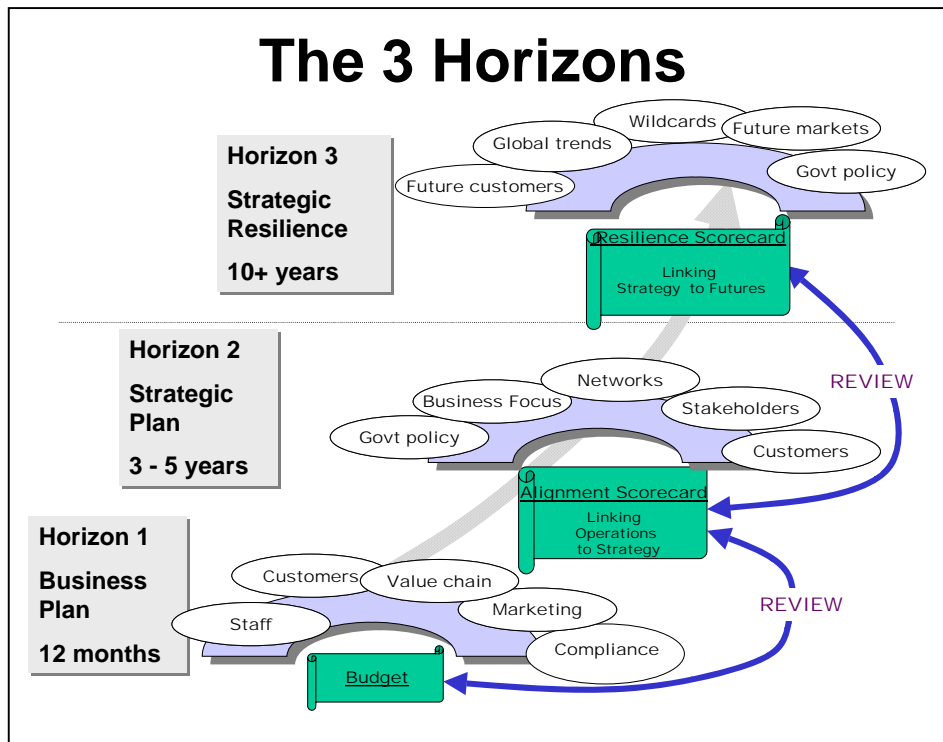 The 3 Horizons
Horizon 3
Strategic
Resilience
10+ years
Future customers
Global trends
Wildcards
Future markets
Govt policy
Resilience Scorecard
Linking
Strategy to Futures
REVIEW
Horizon 2
Strategic
Plan
3 - 5 years
Govt policy
Business Focus
Networks
Stakeholders
Customers
Alignment Scorecard
Linking
Operations
to Strategy
REVIEW
Horizon 1
Business
Plan
12 months
Staff
Customers
Value chain
Marketing
Compliance
Budget